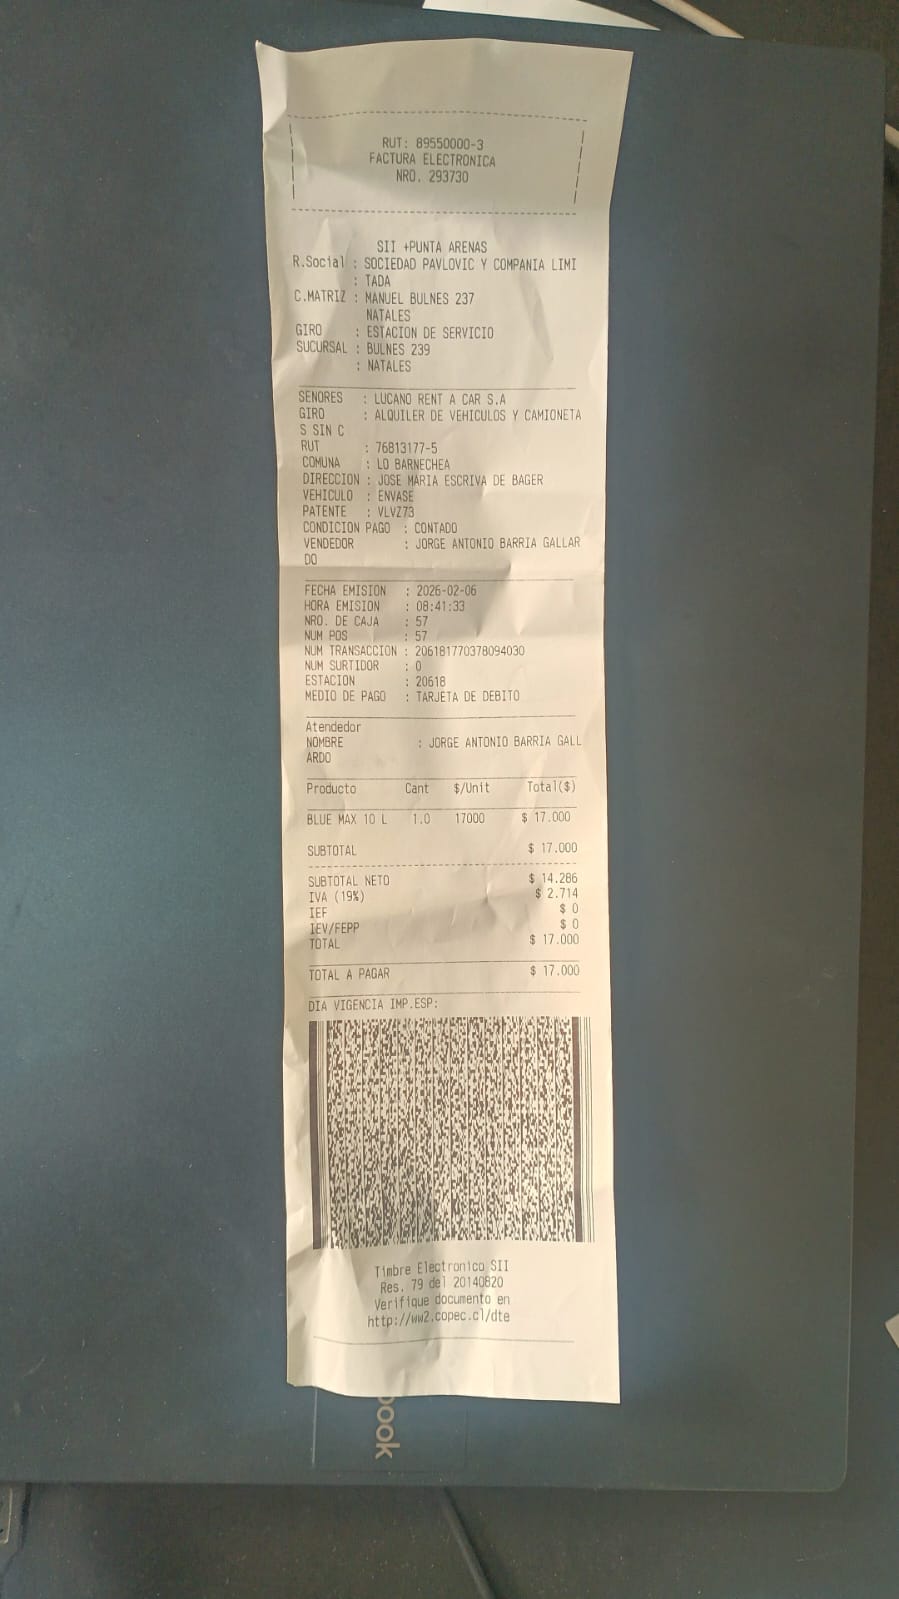 RUT: 89550000-3
FACTURA ELECTRONICA
NRO. 293730
SII +PUNTA ARENAS
R.Social : SOCIEDAD PAVLOVIC Y COMPANIA LIMI
: TADA
C.MATRIZ : MANUEL BULNES 237
NATALES
GIRO : ESTACION DE SERVICIO
SUCURSAL : BULNES 239
: NATALES
SENORES : LUCANO RENT A CAR S.A
GIRO : ALQUILER DE VEHICULOS Y CAMIONETA
S SIN C
RUT : 76813177-5
COMUNA : LO BARNECHEA
DIRECCION : JOSE MARIA ESCRIVA DE BAGER
VEHICULO : ENVASE
PATENTE : VLVZ73
CONDICION PAGO : CONTADO
VENDEDOR : JORGE ANTONIO BARRIA GALLAR
DO
FECHA EMISION : 2026-02-06
HORA EMISION : 08:41:33
NRO. DE CAJA : 57
NUM POS : 57
NUM TRANSACCION : 206181770378094030
NUM SURTIDOR : 0
ESTACION : 20618
MEDIO DE PAGO : TARJETA DE DEBITO
Atendedor
NOMBRE : JORGE ANTONIO BARRIA GALL
ARDO
Producto Cant $/Unit Total($)
BLUE MAX 10 L 1.0 17000 $ 17.000
SUBTOTAL $ 17.000
SUBTOTAL NETO $ 14.286
IVA (19%) $ 2.714
IEF $ 0
IEV/FEPP $ 0
TOTAL $ 17.000
TOTAL A PAGAR $ 17.000
DIA VIGENCIA IMP.ESP:
Timbre Electronico SII
Res. 79 del 20140820
Verifique documento en
http://ww2.copec.cl/dte
book